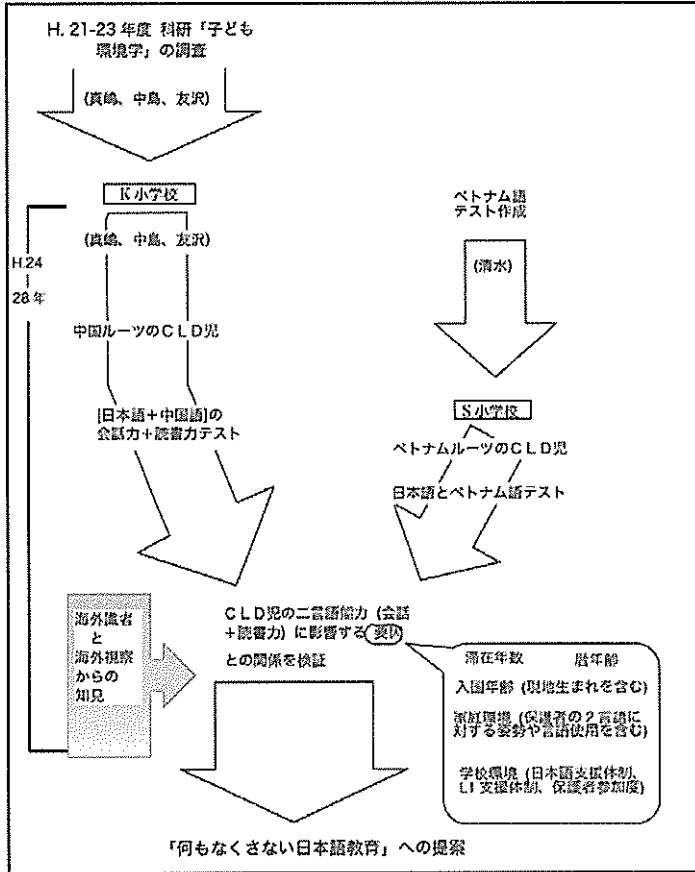 H. 21-23 年度 科研「子ども
環境学」の調査
(真嶋、中島、友沢)
K 小学校
(真嶋、中島、友沢)
H.24
28 年
中国ルーツのCLD児
[日本語+中国語]の
会話力+読書力テスト
ベトナム語
テスト作成
(清水)
S 小学校
ベトナムルーツのCLD児
日本語とベトナム語テスト
海外識者
と
海外視察
からの
知見
CLD児の二言語能力 (会話
+読書力) に影響する 要因
との関係を検証
滞在年数 暦年齢
入国年齢 (現地生まれを含む)
家庭環境 (保護者の2言語に
対する姿勢や言語使用を含む)
学校環境 (日本語支援体制、
L1 支援体制、保護者参加度)
「何もなくさない日本語教育」への提案